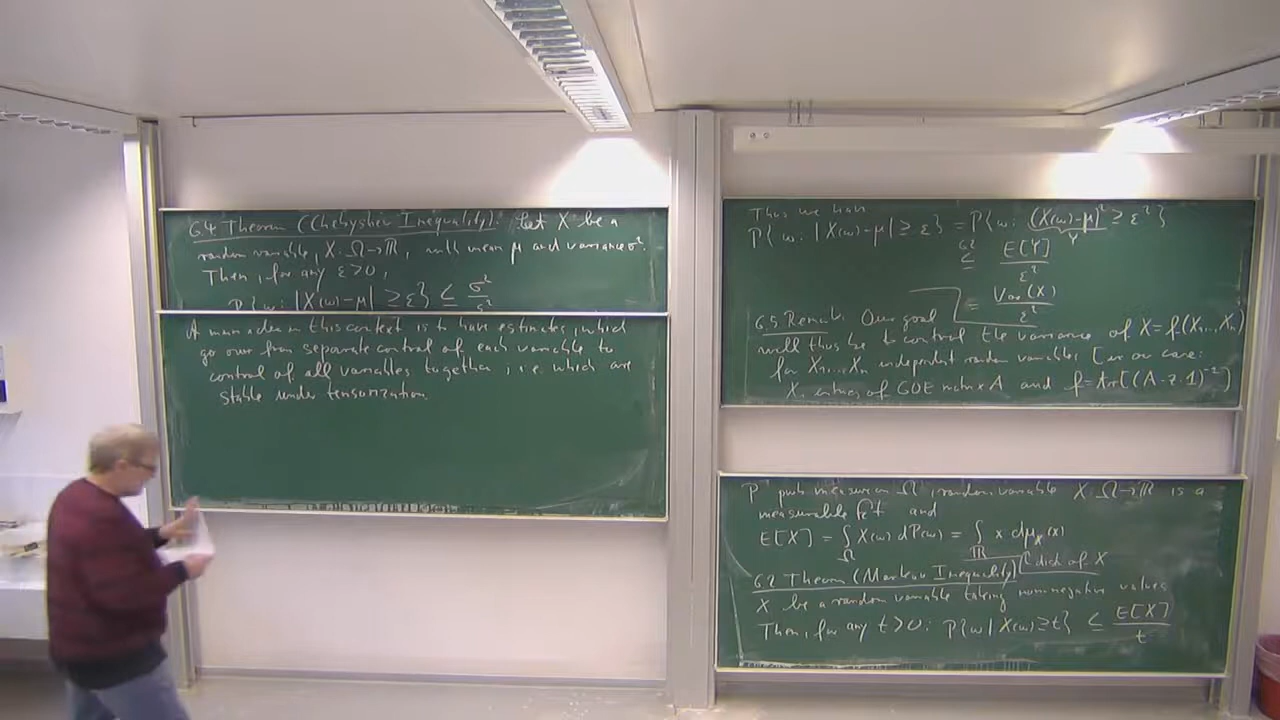 6.4 Theorem (Chebyshev Inequality): Let X be a
random variable, X: Ω→ℝ, with mean μ and variance σ².
Then, for any ε>0,
P{ω: |X(ω)-μ| ≥ε} ≤ σ²/ε²
A main idea in this context is to have estimates, which
go over from separate control of each variable to
control of all variables together, i.e. which are
stable under tensorization.
Thus we have
P{ω: |X(ω)-μ| ≥ ε} = P{ω: (X(ω)-μ)² ≥ ε²}
Y
6.2 ≤ E[Y]/ε²
= Var(X)/ε²
6.5 Remark: Our goal
will thus be to control the variance of X=f(X₁,...,Xₙ)
for X₁,...,Xₙ independent random variables [in our case:
Xᵢ entries of GOE matrix A and f=tr[(A-z·1)⁻¹]
P prob. measure on Ω, random variable X: Ω→ℝ is a
measurable fct and
E[X] = ∫_Ω X(ω) dP(ω) = ∫_ℝ x dμ_X(x)
distr of X
6.2 Theorem (Markov Inequality)
X be a random variable taking nonnegative values
Then, for any t>0: P{ω | X(ω)≥t} ≤ E[X]/t